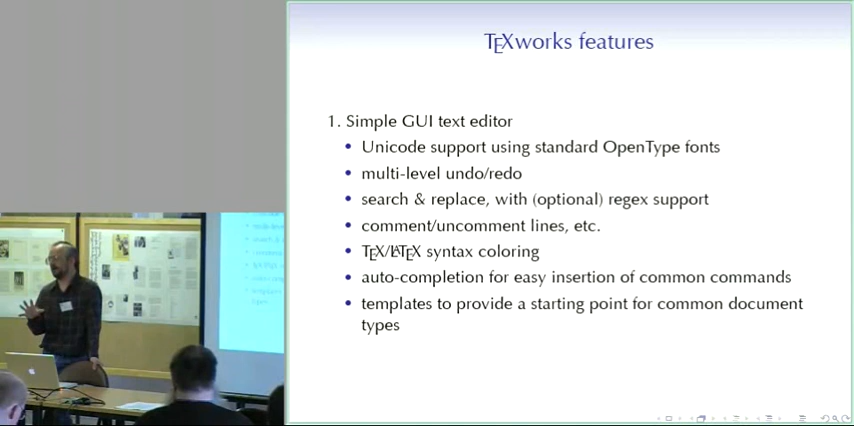 TEXworks features
1. Simple GUI text editor
• Unicode support using standard OpenType fonts
• multi-level undo/redo
• search & replace, with (optional) regex support
• comment/uncomment lines, etc.
• TEX/LATEX syntax coloring
• auto-completion for easy insertion of common commands
• templates to provide a starting point for common document
types